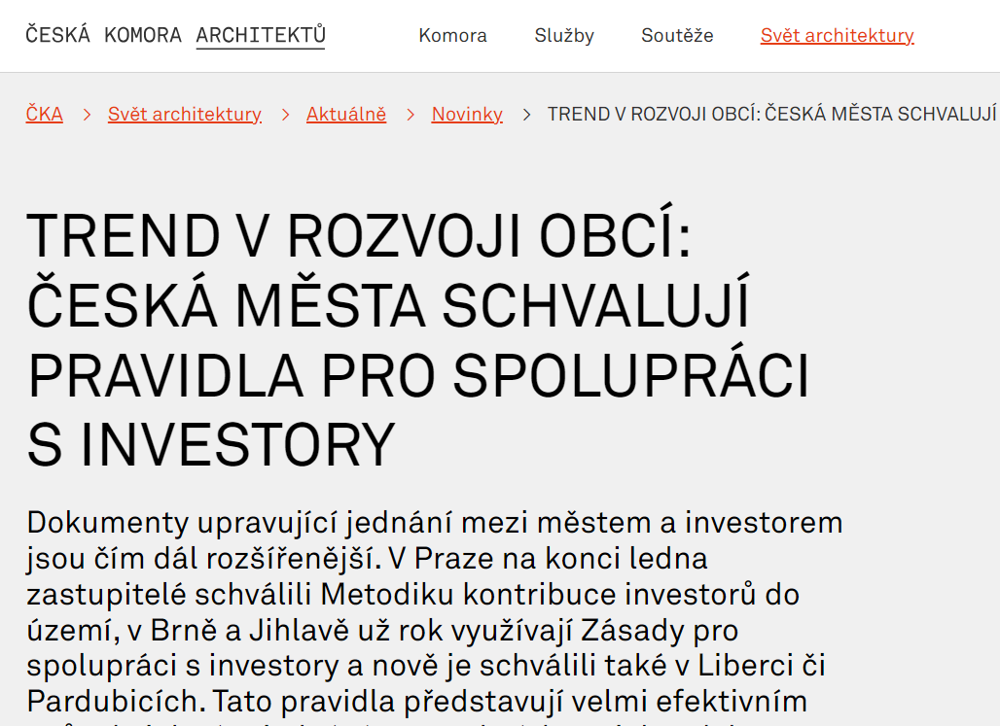 ČESKÁ KOMORA ARCHITEKTŮ Komora Služby Soutěže Svět architektury
ČKA > Svět architektury > Aktuálně > Novinky > TREND V ROZVOJI OBCÍ: ČESKÁ MĚSTA SCHVALUJÍ
TREND V ROZVOJI OBCÍ:
ČESKÁ MĚSTA SCHVALUJÍ
PRAVIDLA PRO SPOLUPRÁCI
S INVESTORY
Dokumenty upravující jednání mezi městem a investorem
jsou čím dál rozšířenější. V Praze na konci ledna
zastupitelé schválili Metodiku kontribuce investorů do
území, v Brně a Jihlavě už rok využívají Zásady pro
spolupráci s investory a nově je schválili také v Liberci či
Pardubicích. Tato pravidla představují velmi efektivním